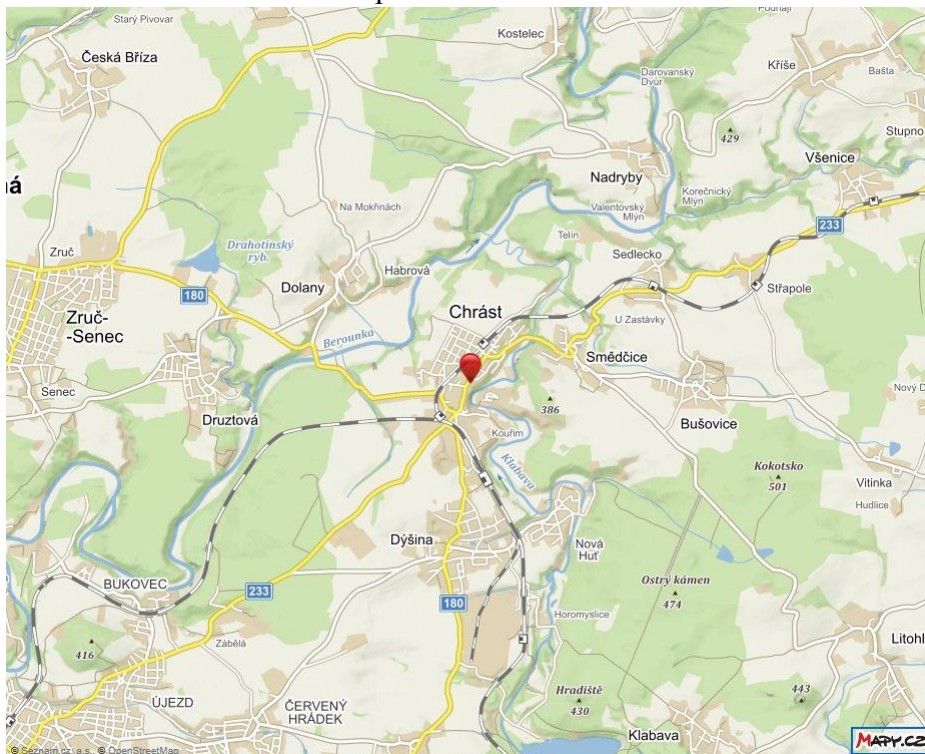 Starý Pivovar
Kostelec
Česká Bříza
Darovanský
Dvůr
Kříše
Bašta
429
Stupno
Všenice
Nadryby
Korečnický
Mlýn
Na Mokřinách
Valentovský
Mlýn
233
Telín
Drahotínský
ryb.
Zruč
Sedlecko
Habrová
Dolany
Střapole
180
Chrást
Zruč-
-Senec
U Zastávky
Berounka
Smědčice
Senec
386
Druztová
Bušovice
Kouřim
Klabava
Kokotsko
501
Vitinka
Hudlice
Dýšina
Nová
Huť
BUKOVEC
Ostrý kámen
474
233
180
Horomyslice
Zábělá
416
Litohl
Hradiště
430
443
ÚJEZD
ČERVENÝ
HRÁDEK
Klabava
© Seznam.cz, a.s., © OpenStreetMap
MAPY.CZ